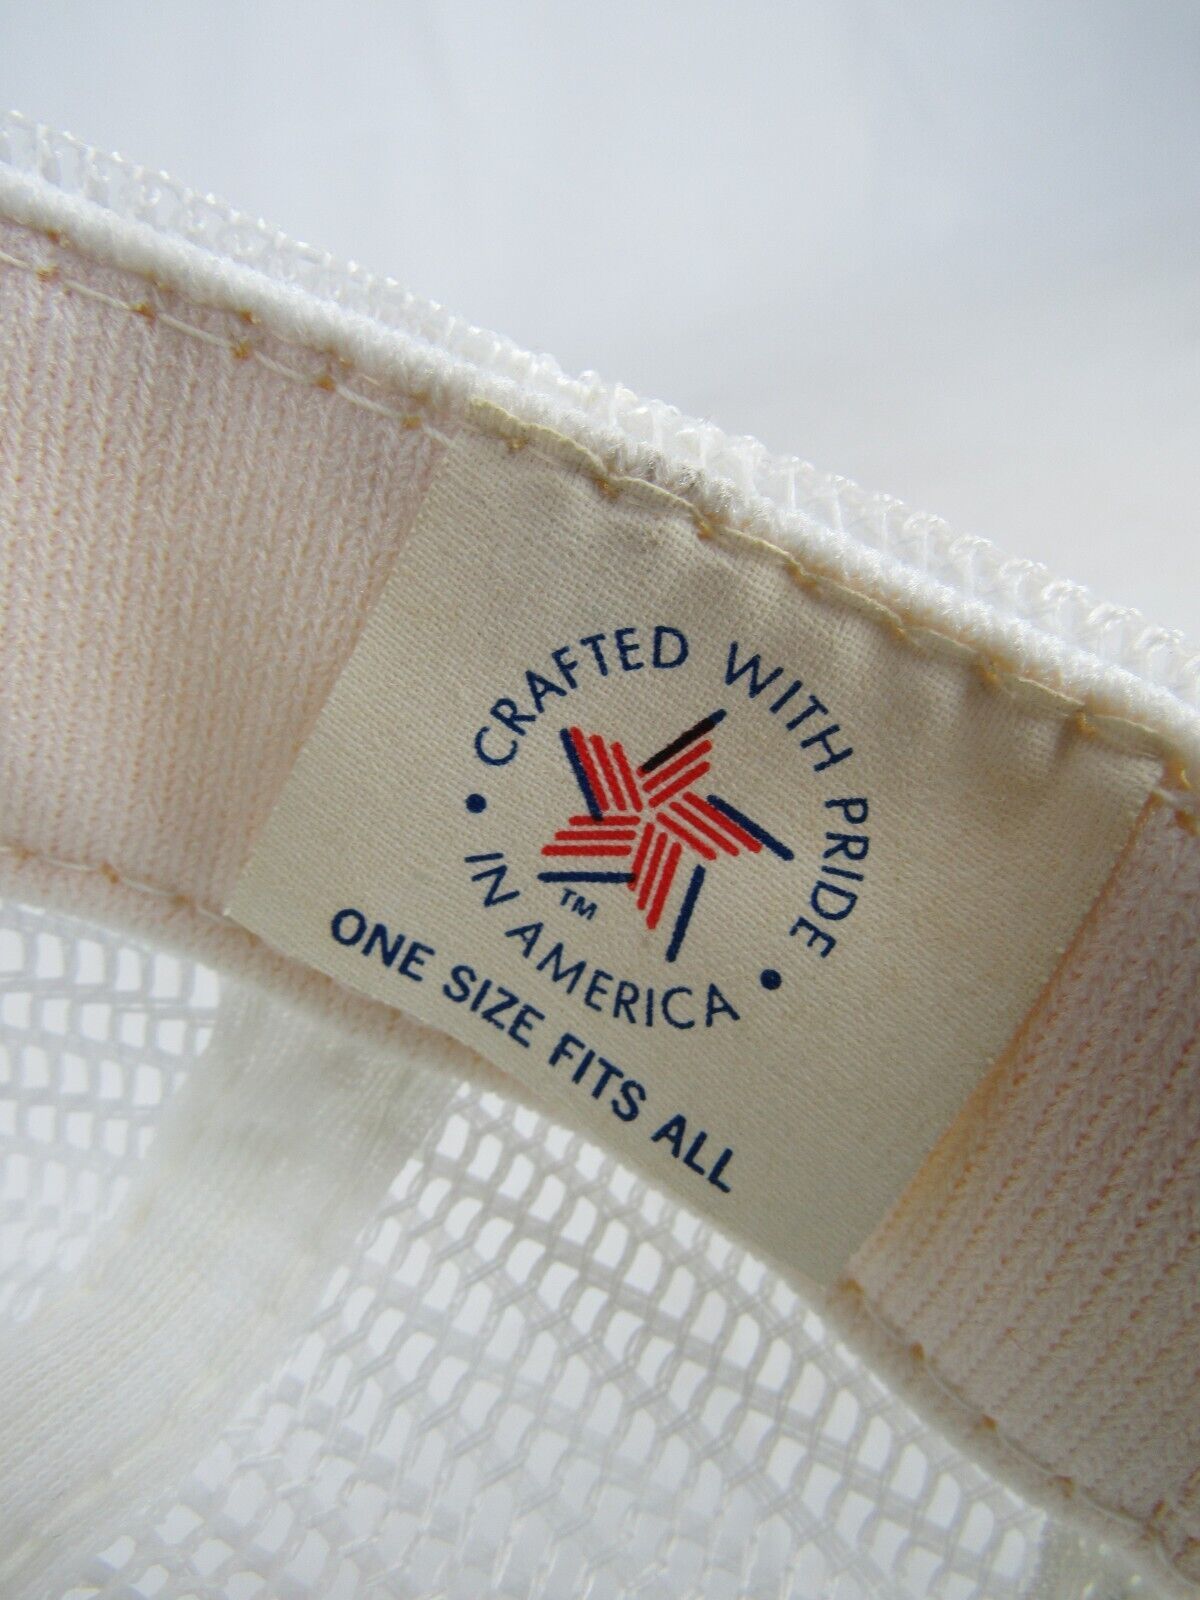 CRAFTED WITH PRIDE
• IN AMERICA •
™
ONE SIZE FITS ALL